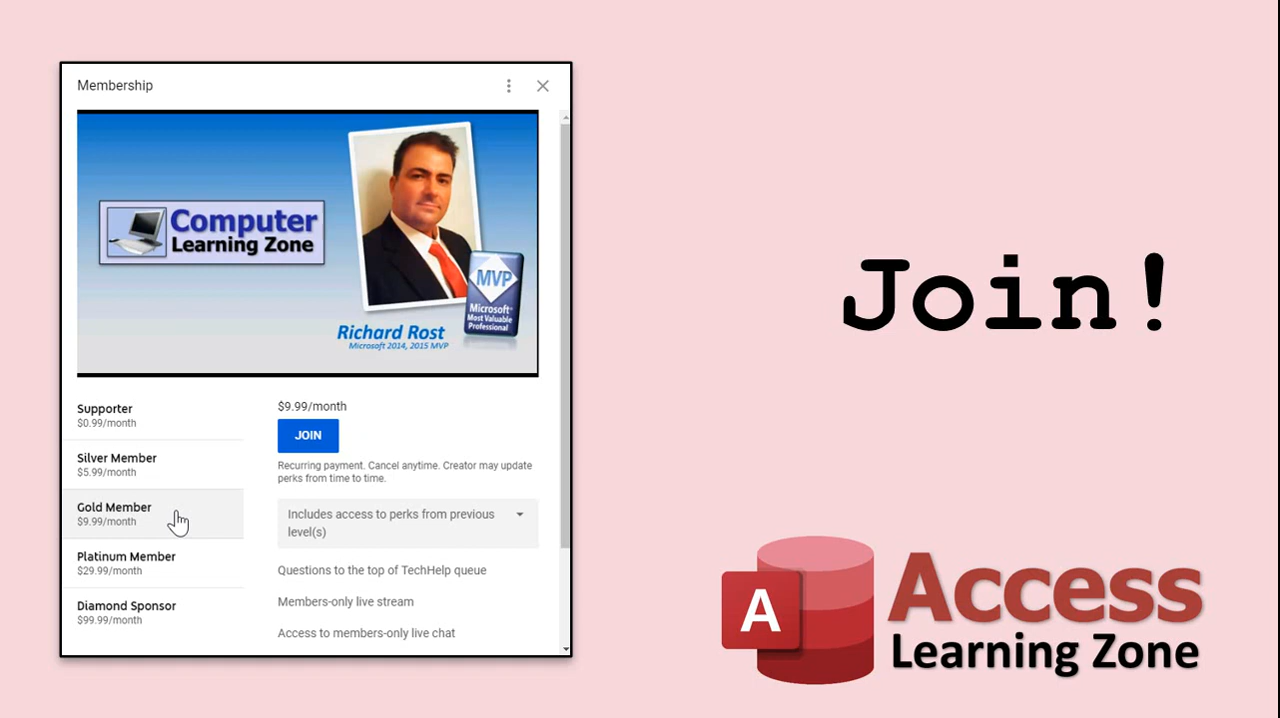 Membership
Computer
Learning Zone
MVP
Microsoft®
Most Valuable
Professional
Richard Rost
Microsoft 2014, 2015 MVP
Supporter
$0.99/month
Silver Member
$5.99/month
Gold Member
$9.99/month
Platinum Member
$29.99/month
Diamond Sponsor
$99.99/month
$9.99/month
JOIN
Recurring payment. Cancel anytime. Creator may update
perks from time to time.
Includes access to perks from previous
level(s)
Questions to the top of TechHelp queue
Members-only live stream
Access to members-only live chat
Join!
A
Access
Learning Zone